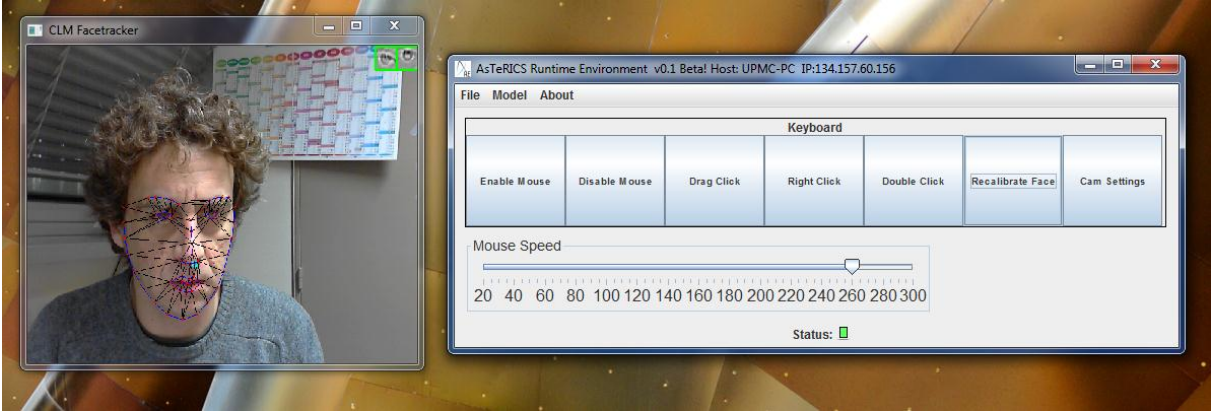 CLM Facetracker
AsTeRICS Runtime Environment v0.1 Beta! Host: UPMC-PC IP:134.157.60.156
File Model About
Keyboard
Enable Mouse Disable Mouse Drag Click Right Click Double Click Recalibrate Face Cam Settings
Mouse Speed
20 40 60 80 100 120 140 160 180 200 220 240 260 280 300
Status: